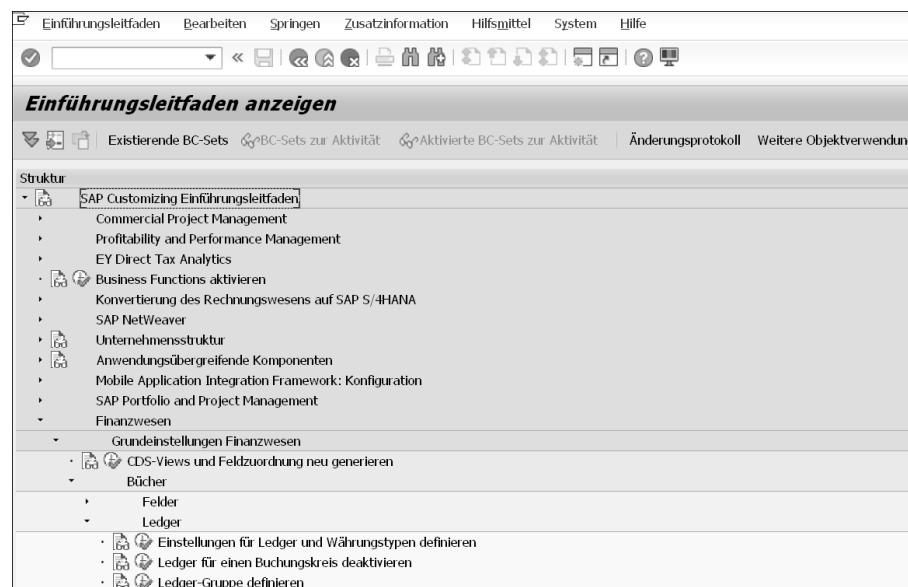 Einführungsleitfaden Bearbeiten Springen Zusatzinformation Hilfsmittel System Hilfe
Einführungsleitfaden anzeigen
Existierende BC-Sets BC-Sets zur Aktivität Aktivierte BC-Sets zur Aktivität Änderungsprotokoll Weitere Objektverwendun
Struktur
SAP Customizing Einführungsleitfaden
Commercial Project Management
Profitability and Performance Management
EY Direct Tax Analytics
Business Functions aktivieren
Konvertierung des Rechnungswesens auf SAP S/4HANA
SAP NetWeaver
Unternehmensstruktur
Anwendungsübergreifende Komponenten
Mobile Application Integration Framework: Konfiguration
SAP Portfolio and Project Management
Finanzwesen
Grundeinstellungen Finanzwesen
CDS-Views und Feldzuordnung neu generieren
Bücher
Felder
Ledger
Einstellungen für Ledger und Währungstypen definieren
Ledger für einen Buchungskreis deaktivieren
Ledger-Gruppe definieren